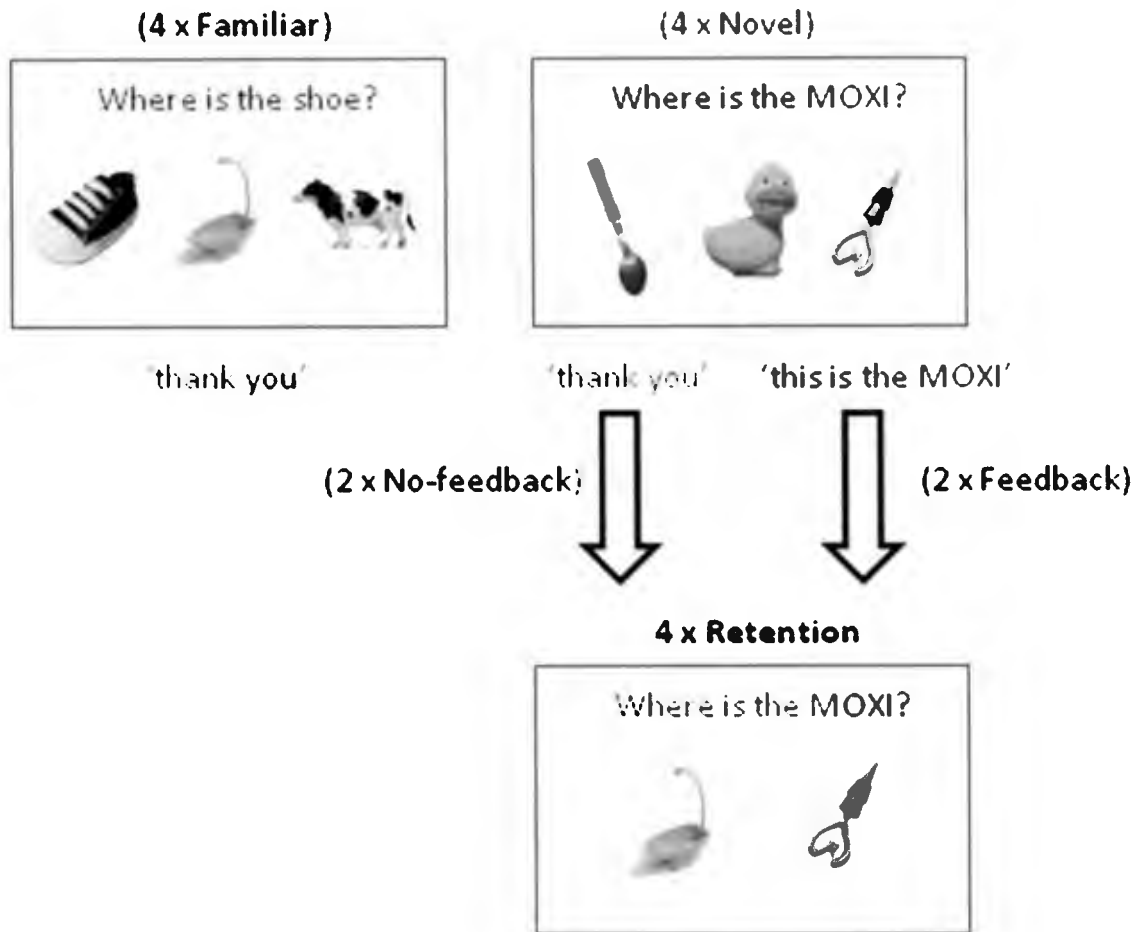 (4 x Familiar)
(4 x Novel)
Where is the shoe?
Where is the MOXI?
'thank you'
'thank you'
'this is the MOXI'
(2 x No-feedback)
(2 x Feedback)
4 x Retention
Where is the MOXI?